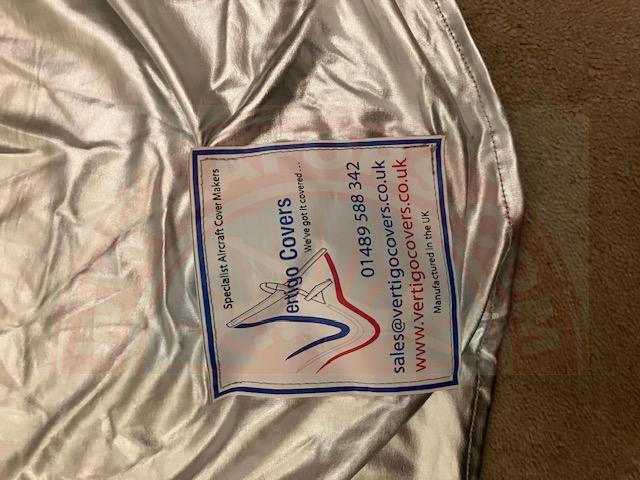 Specialist Aircraft Cover Makers
Vertigo Covers
We've got it covered...
01489 588 342
sales@vertigocovers.co.uk
www.vertigocovers.co.uk
Manufactured in the UK